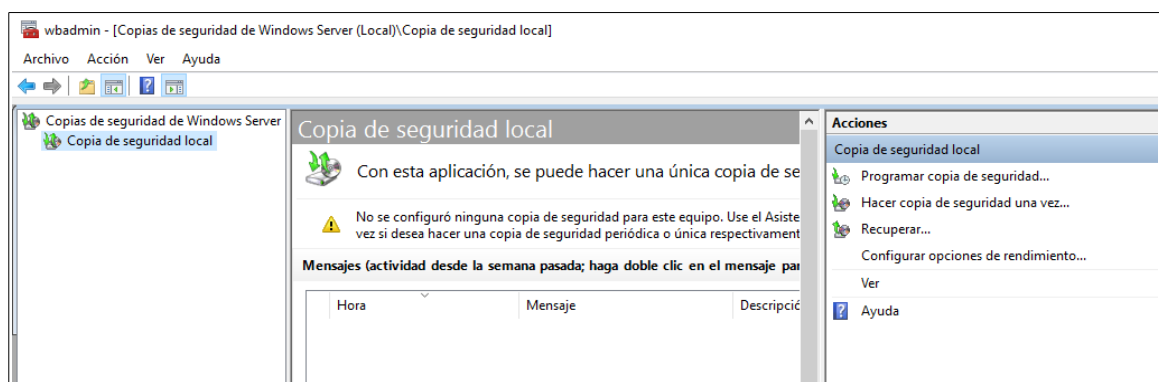 wbadmin - [Copias de seguridad de Windows Server (Local)\Copia de seguridad local]
Archivo Acción Ver Ayuda
Copias de seguridad de Windows Server
Copia de seguridad local
Copia de seguridad local
Con esta aplicación, se puede hacer una única copia de se
No se configuró ninguna copia de seguridad para este equipo. Use el Asiste
vez si desea hacer una copia de seguridad periódica o única respectivament
Mensajes (actividad desde la semana pasada; haga doble clic en el mensaje par
Hora Mensaje Descripció
Acciones
Copia de seguridad local
Programar copia de seguridad...
Hacer copia de seguridad una vez...
Recuperar...
Configurar opciones de rendimiento...
Ver
Ayuda